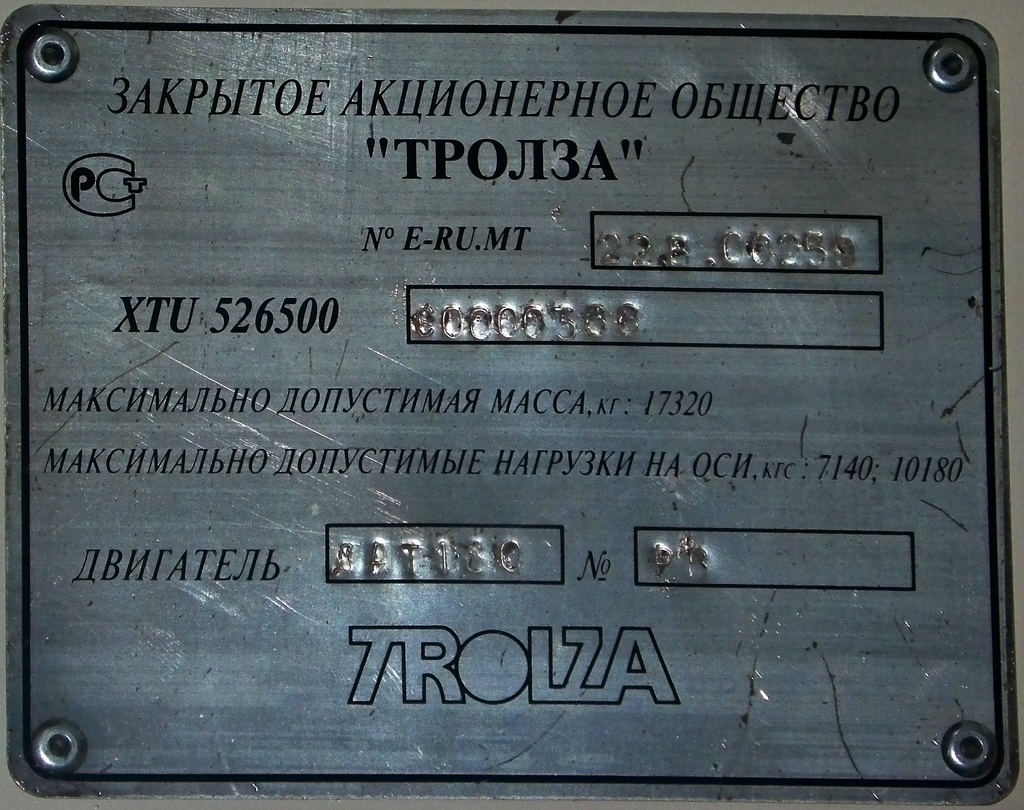 ЗАКРЫТОЕ АКЦИОНЕРНОЕ ОБЩЕСТВО
"ТРОЛЗА"
РСТ
№ E-RU.MT
XTU 526500
МАКСИМАЛЬНО ДОПУСТИМАЯ МАССА, кг: 17320
МАКСИМАЛЬНО ДОПУСТИМЫЕ НАГРУЗКИ НА ОСИ, кгс: 7140; 10180
ДВИГАТЕЛЬ №
TROLZA